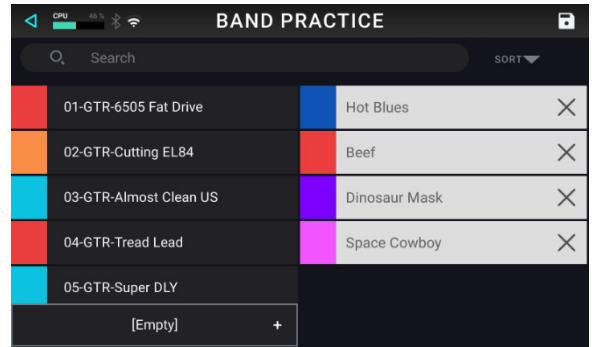 CPU 46 % BAND PRACTICE
Search SORT
01-GTR-6505 Fat Drive
02-GTR-Cutting EL84
03-GTR-Almost Clean US
04-GTR-Tread Lead
05-GTR-Super DLY
[Empty] +
Hot Blues
Beef
Dinosaur Mask
Space Cowboy